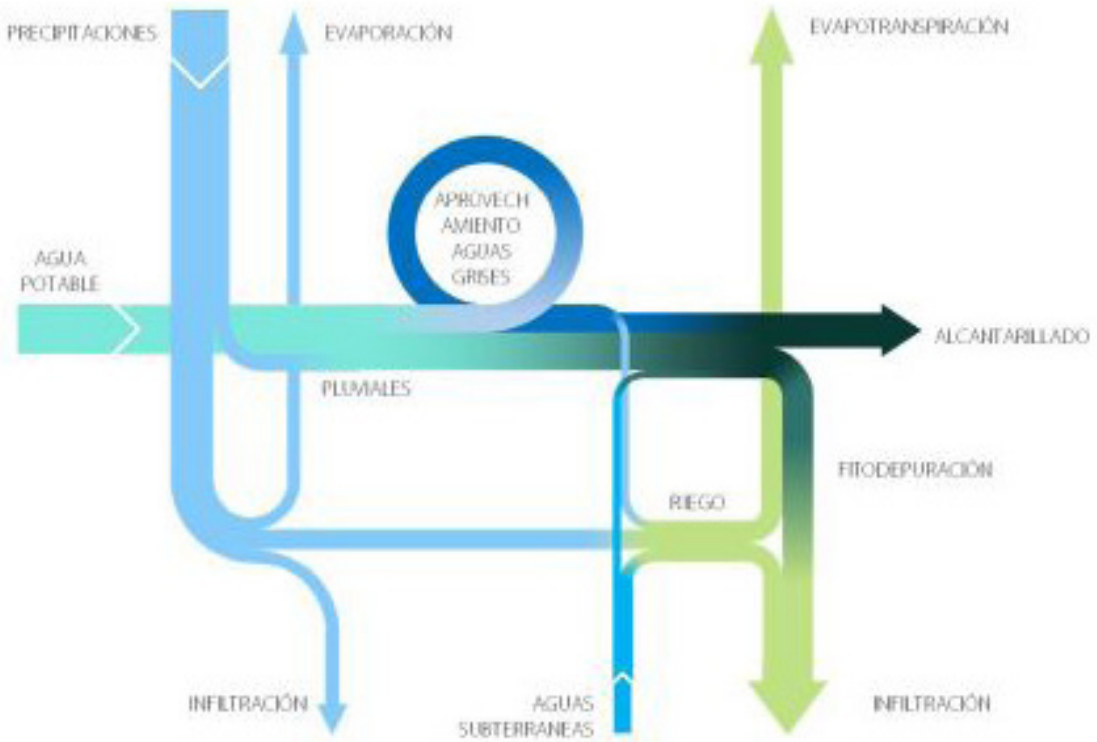 PRECIPITACIONES
EVAPORACIÓN
EVAPOTRANSPIRACIÓN
APROVECH
AMIENTO
AGUAS
GRISES
AGUA
POTABLE
ALCANTARILLADO
PLUVIALES
FITODEPURACIÓN
RIEGO
INFILTRACIÓN
AGUAS
SUBTERRANEAS
INFILTRACIÓN